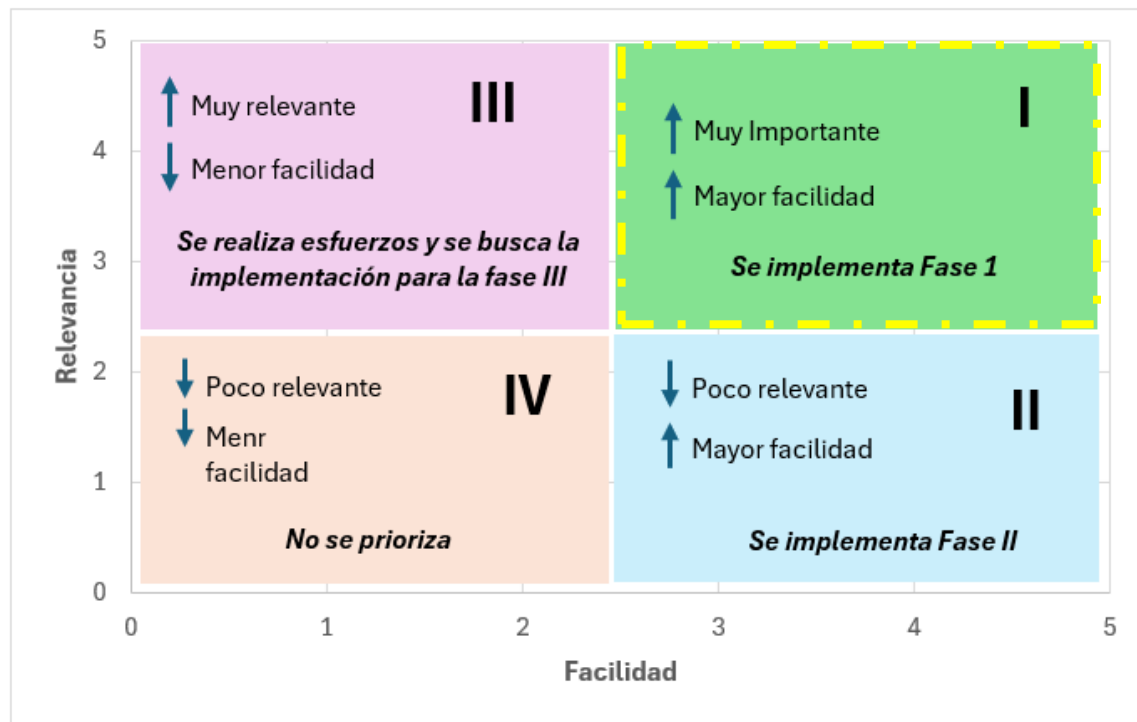 5
4
3
2
1
0
Relevancia
III
Muy relevante
Menor facilidad
Se realiza esfuerzos y se busca la
implementación para la fase III
I
Muy Importante
Mayor facilidad
Se implementa Fase 1
IV
Poco relevante
Menr
facilidad
No se prioriza
II
Poco relevante
Mayor facilidad
Se implementa Fase II
0 1 2 3 4 5
Facilidad